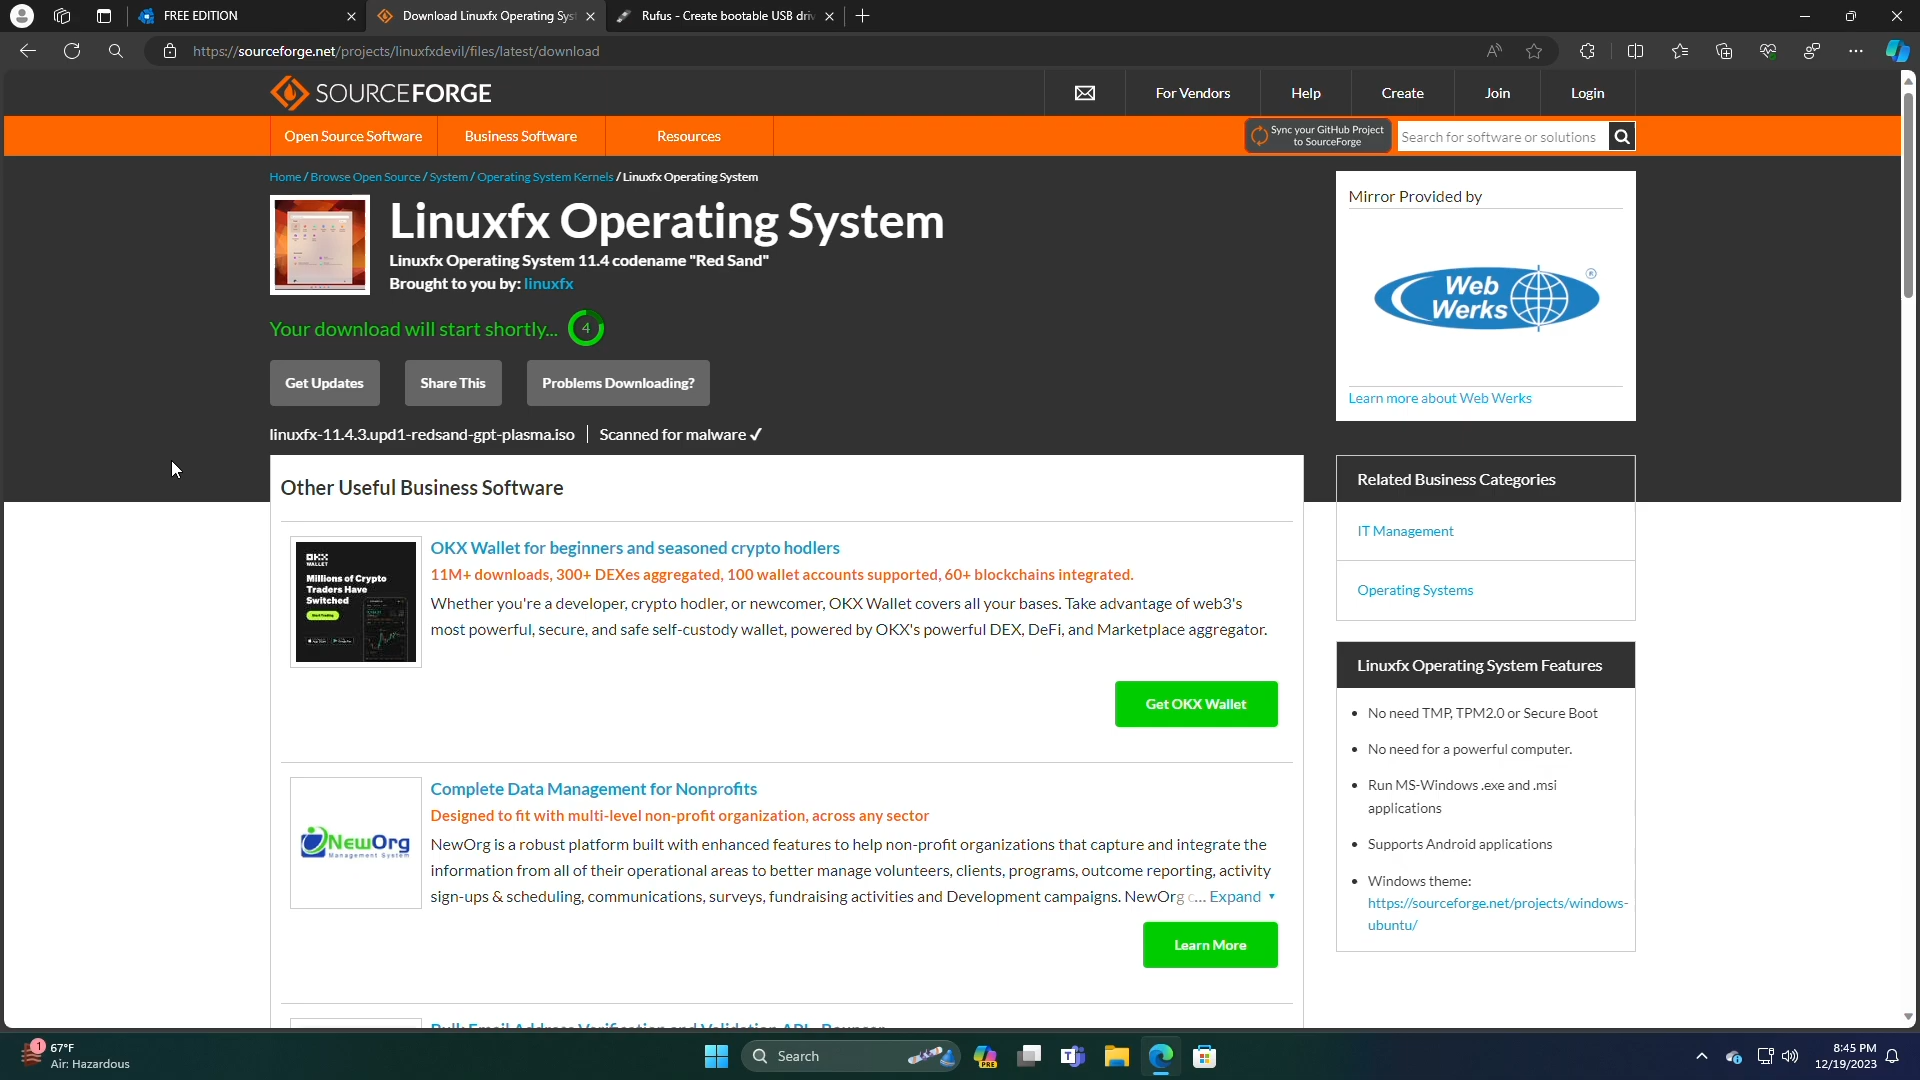 FREE EDITION
Download Linuxfx Operating Sys
Rufus - Create bootable USB driv
https://sourceforge.net/projects/linuxfxdevil/files/latest/download
SOURCEFORGE
For Vendors
Help
Create
Join
Login
Open Source Software
Business Software
Resources
Sync your GitHub Project
to SourceForge
Search for software or solutions
Home / Browse Open Source / System / Operating System Kernels / Linuxfx Operating System
Linuxfx Operating System
Linuxfx Operating System 11.4 codename "Red Sand"
Brought to you by: linuxfx
Your download will start shortly... 4
Get Updates
Share This
Problems Downloading?
linuxfx-11.4.3.upd1-redsand-gpt-plasma.iso
Scanned for malware ✓
Mirror Provided by
Web
Werks
®
Learn more about Web Werks
Other Useful Business Software
OKX
WALLET
Millions of Crypto
Traders Have
Switched
OKX Wallet for beginners and seasoned crypto hodlers
11M+ downloads, 300+ DEXes aggregated, 100 wallet accounts supported, 60+ blockchains integrated.
Whether you're a developer, crypto hodler, or newcomer, OKX Wallet covers all your bases. Take advantage of web3's
most powerful, secure, and safe self-custody wallet, powered by OKX's powerful DEX, DeFi, and Marketplace aggregator.
Get OKX Wallet
NewOrg
Management System
Complete Data Management for Nonprofits
Designed to fit with multi-level non-profit organization, across any sector
NewOrg is a robust platform built with enhanced features to help non-profit organizations that capture and integrate the
information from all of their operational areas to better manage volunteers, clients, programs, outcome reporting, activity
sign-ups & scheduling, communications, surveys, fundraising activities and Development campaigns. NewOrg c... Expand
Learn More
Bulk Email Address Verification and Validation API - Bouncer
Related Business Categories
IT Management
Operating Systems
Linuxfx Operating System Features
No need TMP, TPM2.0 or Secure Boot
No need for a powerful computer.
Run MS-Windows .exe and .msi
applications
Supports Android applications
Windows theme:
https://sourceforge.net/projects/windows-
ubuntu/
1
67°F
Air: Hazardous
Search
PRE
8:45 PM
12/19/2023